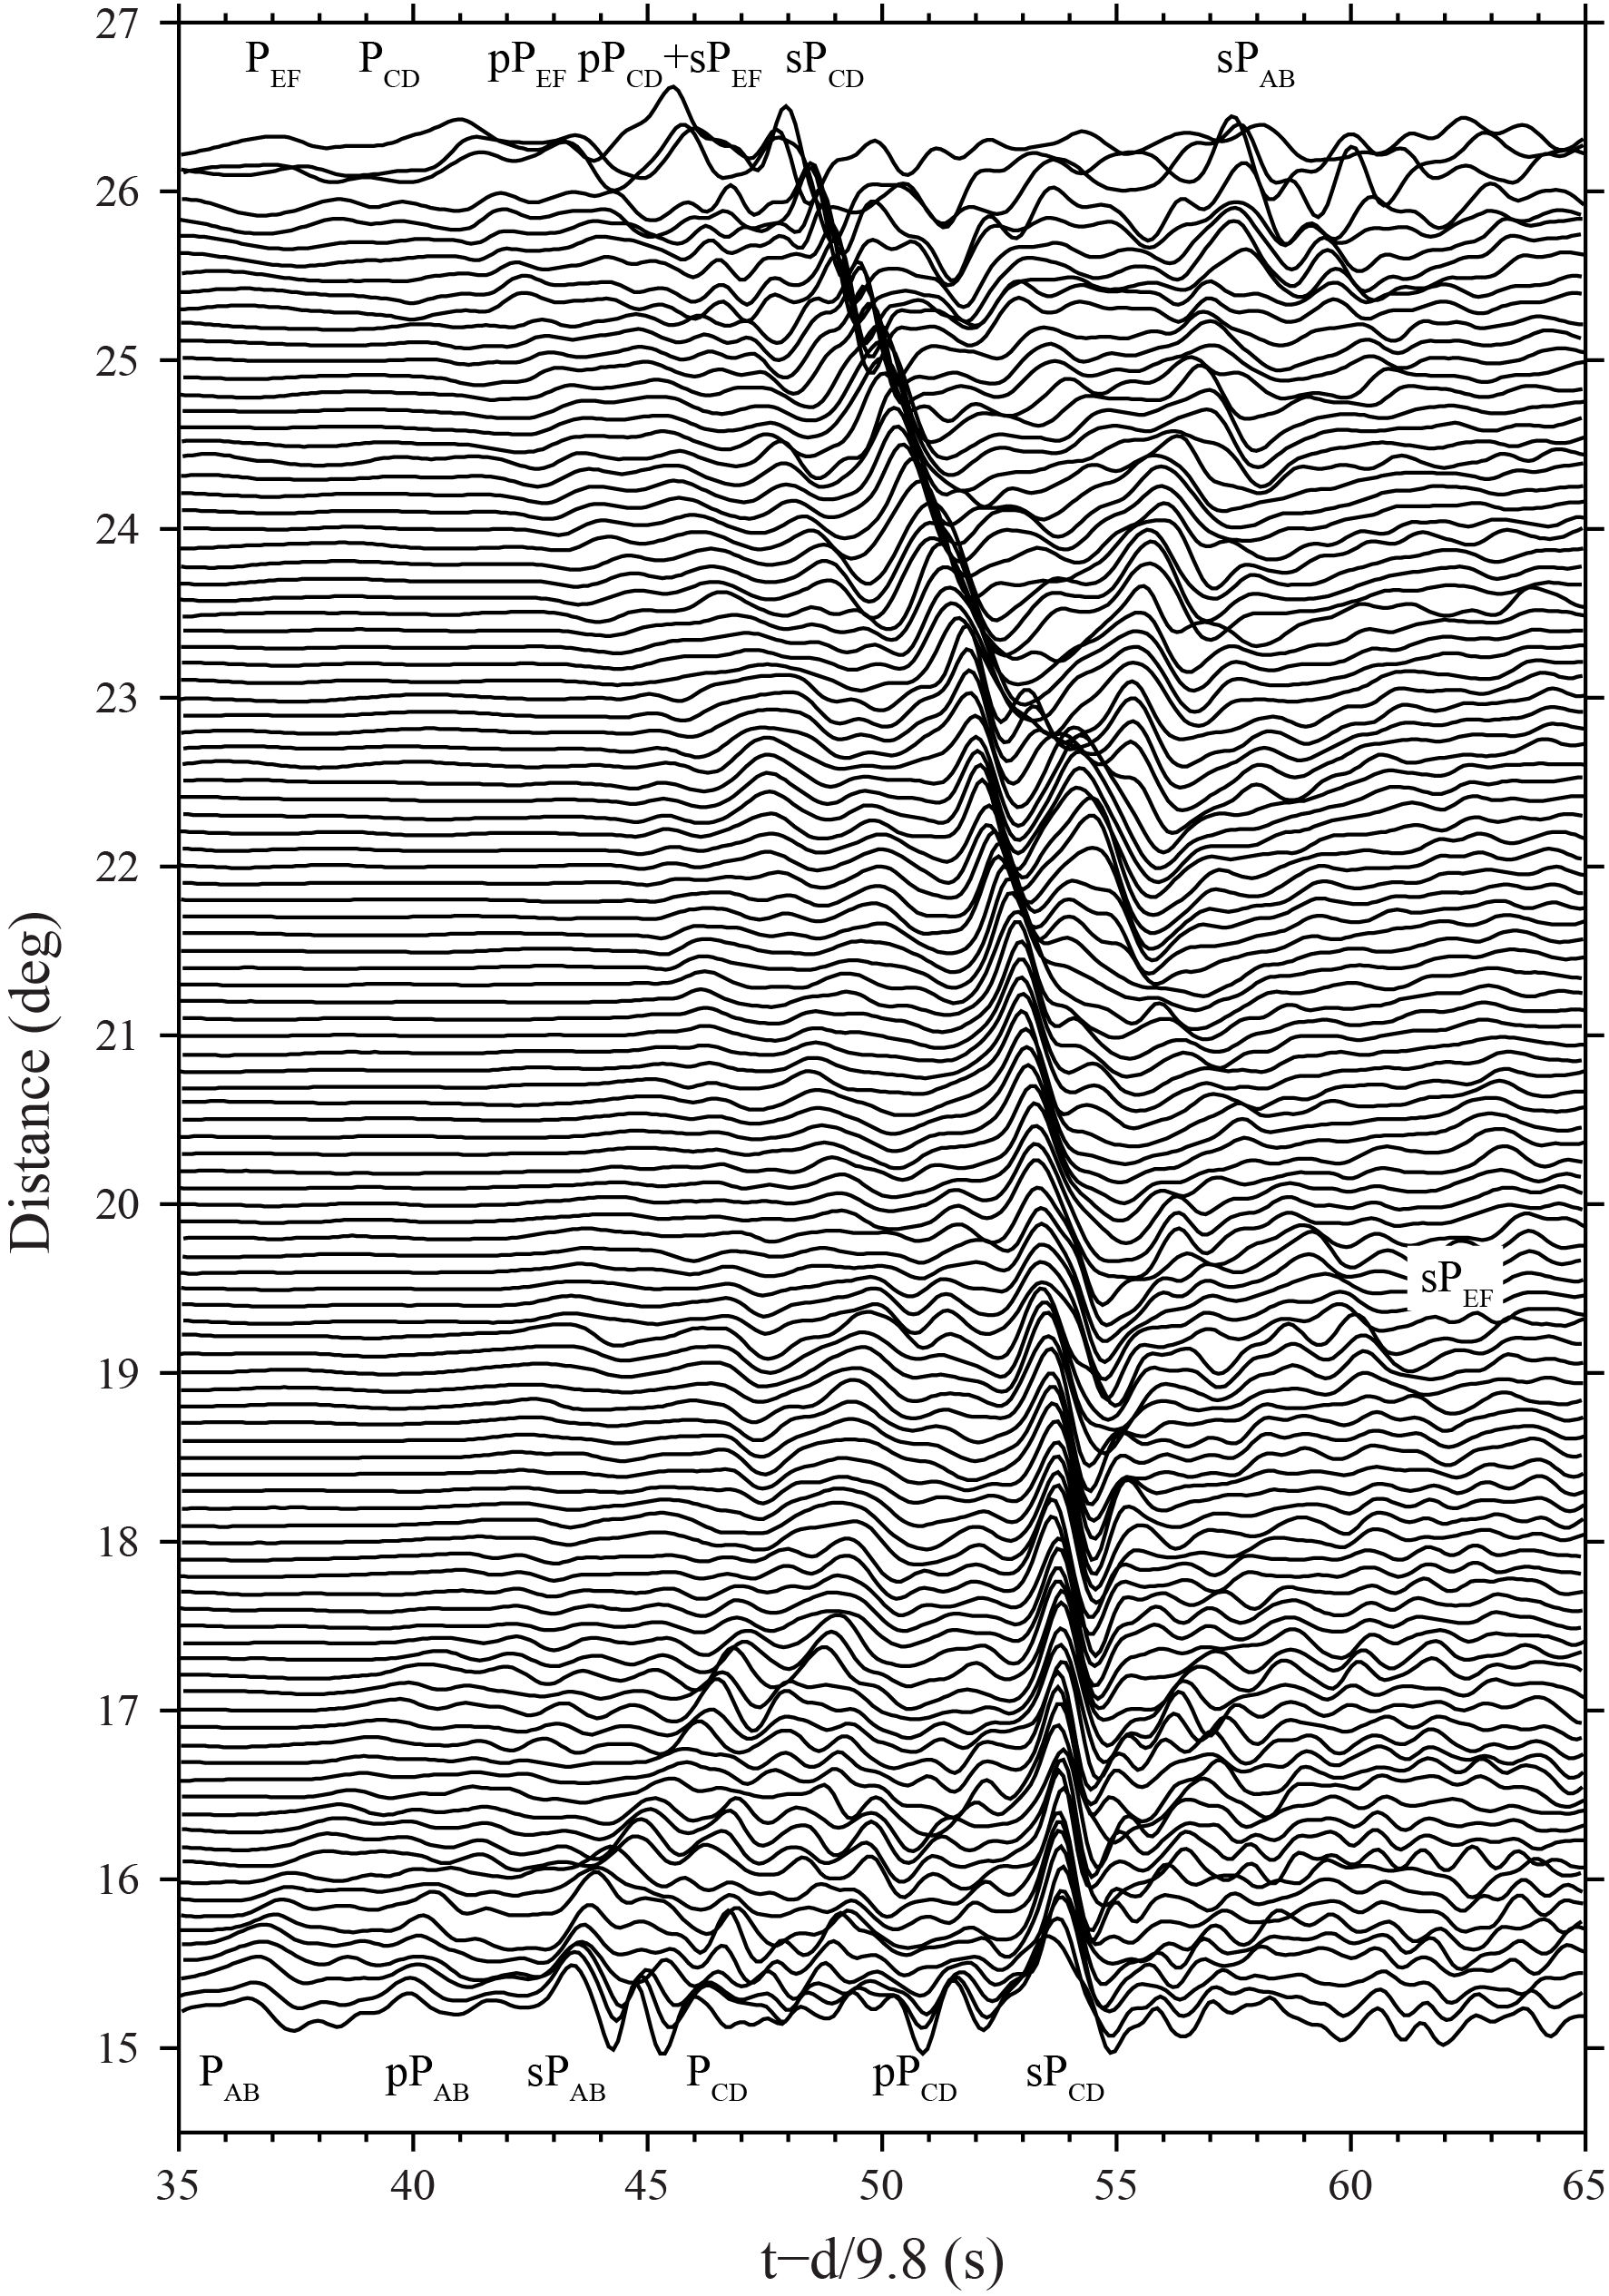 27
P_EF P_CD pP_EF pP_CD+sP_EF sP_CD sP_AB
26
25
24
23
22
21
20
sP_EF
19
18
17
16
15
P_AB pP_AB sP_AB P_CD pP_CD sP_CD
35 40 45 50 55 60 65
t−d/9.8 (s)
Distance (deg)